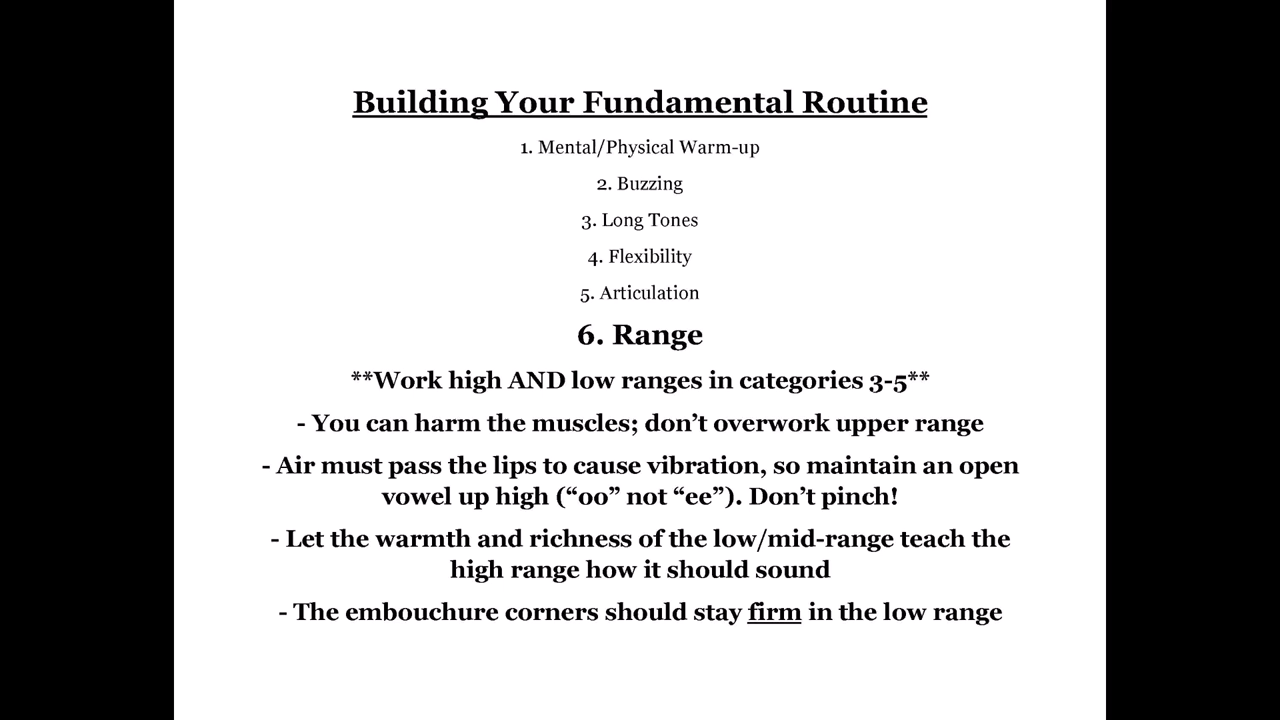 Building Your Fundamental Routine
1. Mental/Physical Warm-up
2. Buzzing
3. Long Tones
4. Flexibility
5. Articulation
6. Range
**Work high AND low ranges in categories 3-5**
- You can harm the muscles; don’t overwork upper range
- Air must pass the lips to cause vibration, so maintain an open
vowel up high (“oo” not “ee”). Don’t pinch!
- Let the warmth and richness of the low/mid-range teach the
high range how it should sound
- The embouchure corners should stay firm in the low range